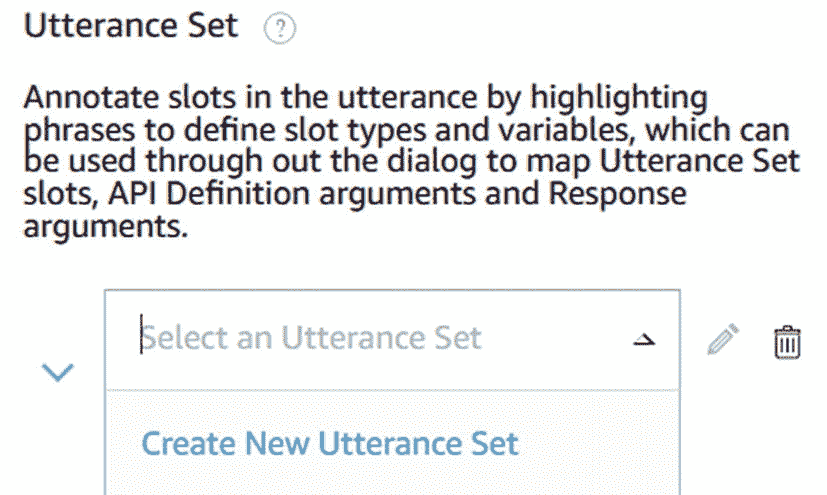 Utterance Set ?
Annotate slots in the utterance by highlighting
phrases to define slot types and variables, which can
be used through out the dialog to map Utterance Set
slots, API Definition arguments and Response
arguments.
Select an Utterance Set
Create New Utterance Set